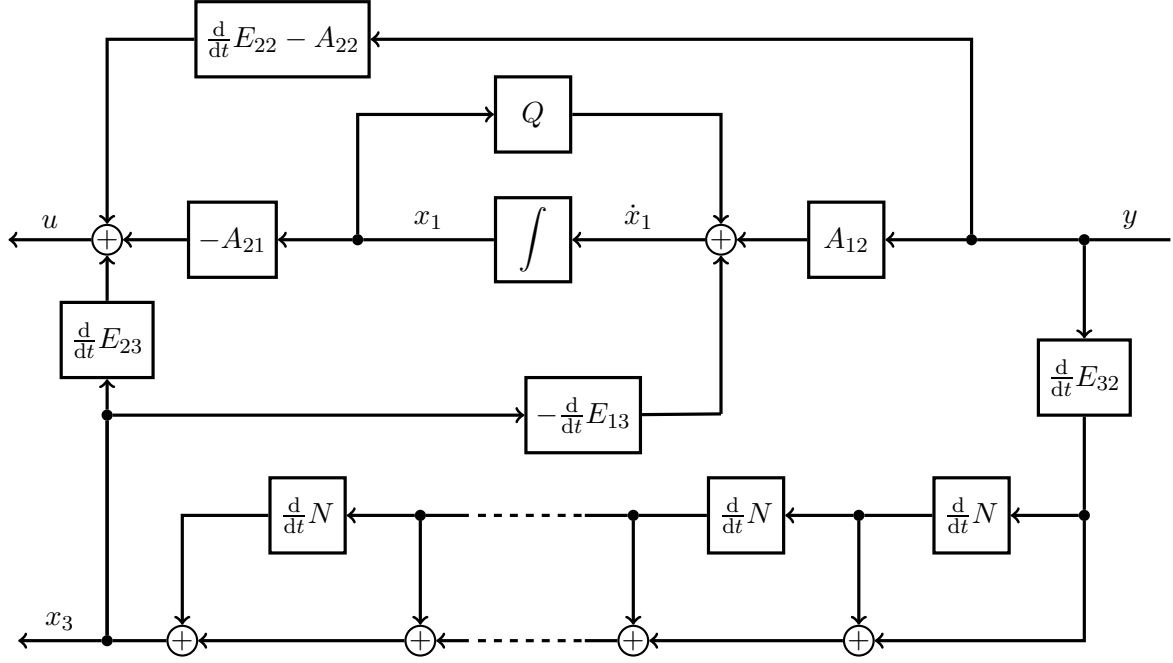 d/dt E₂₂ − A₂₂
Q
u
+
−A₂₁
x₁
∫
ẋ₁
+
A₁₂
y
d/dt E₂₃
d/dt E₃₂
−d/dt E₁₃
d/dt N
d/dt N
d/dt N
x₃
+
+
+
+